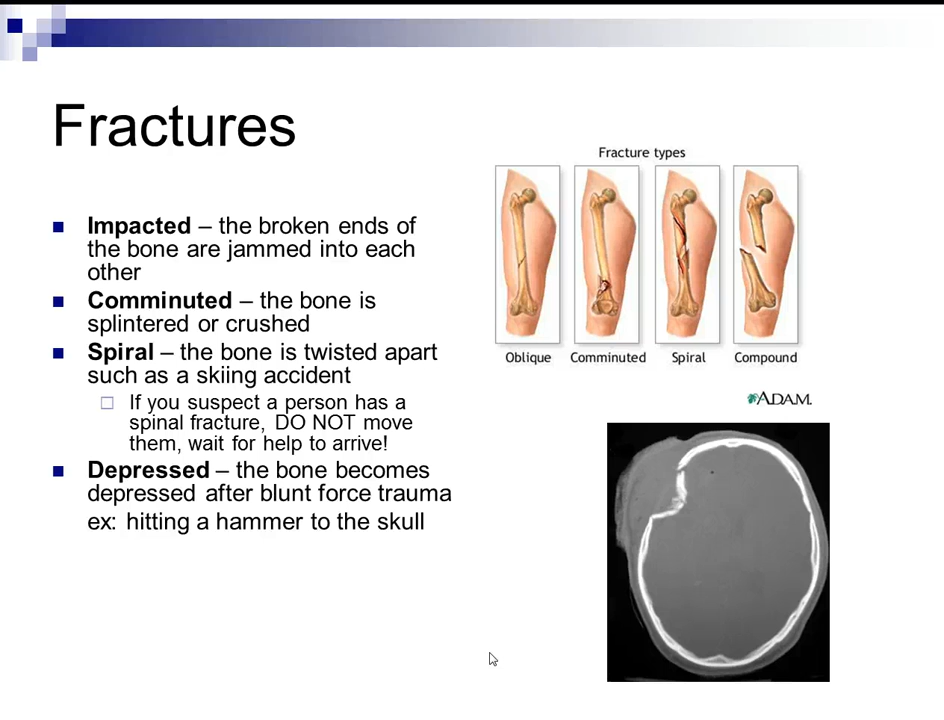 Fractures
Impacted – the broken ends of
the bone are jammed into each
other
Comminuted – the bone is
splintered or crushed
Spiral – the bone is twisted apart
such as a skiing accident
If you suspect a person has a
spinal fracture, DO NOT move
them, wait for help to arrive!
Depressed – the bone becomes
depressed after blunt force trauma
ex: hitting a hammer to the skull
Fracture types
Oblique Comminuted Spiral Compound
ADAM.